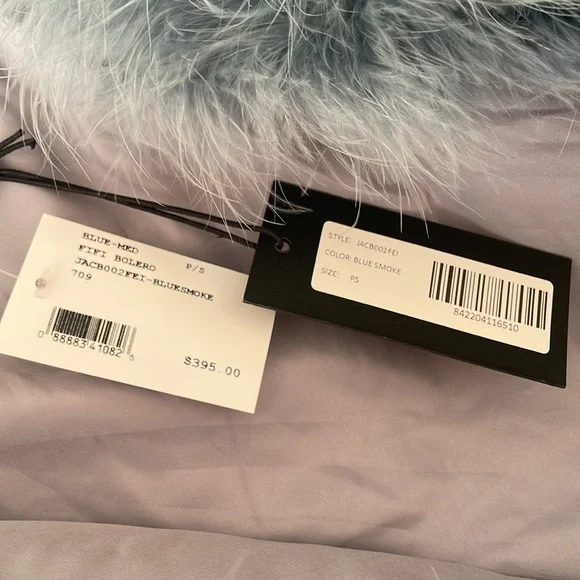 BLUE-MED
FIFI BOLERO P/S
JACB002FEI-BLUESMOKE
709
0 88883 41082 6
$395.00
STYLE: JACB002FEI
COLOR: BLUE SMOKE
SIZE: PS
842204116510